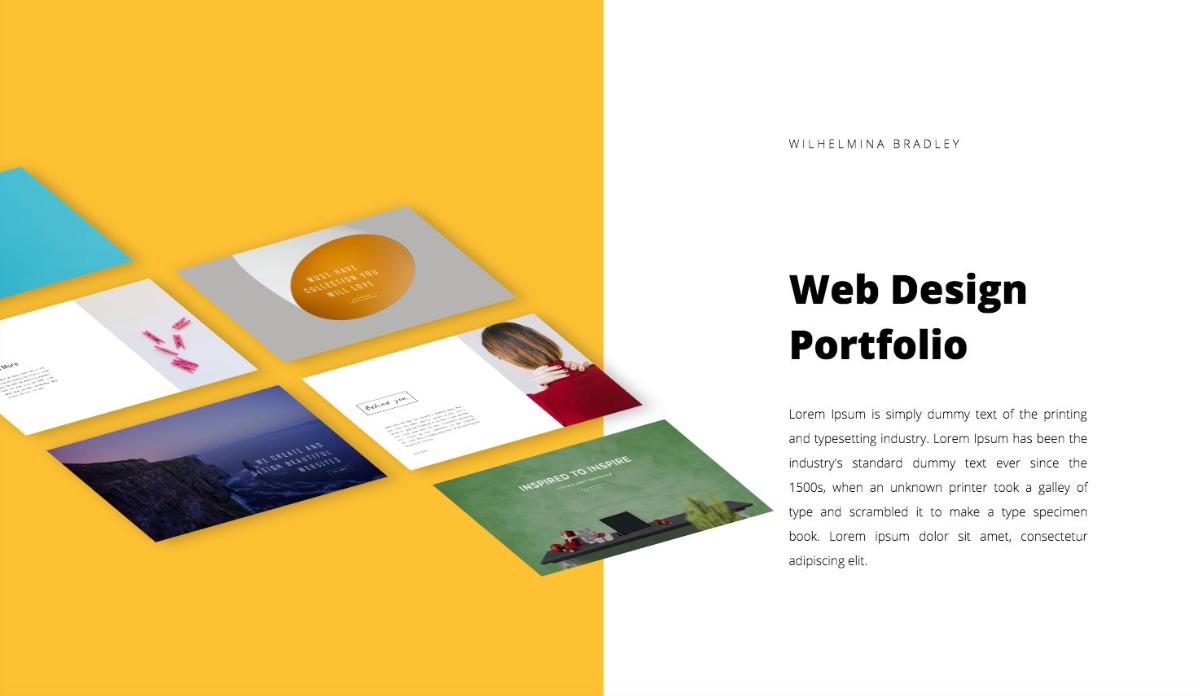 WILHELMINA BRADLEY
Web Design
Portfolio
Lorem Ipsum is simply dummy text of the printing
and typesetting industry. Lorem Ipsum has been the
industry's standard dummy text ever since the
1500s, when an unknown printer took a galley of
type and scrambled it to make a type specimen
book. Lorem ipsum dolor sit amet, consectetur
adipiscing elit.
MUST HAVE
COLLECTION YOU
WILL LOVE
More
Behind you.
WE CREATE AND
DESIGN BEAUTIFUL
WEBSITES
INSPIRED TO INSPIRE